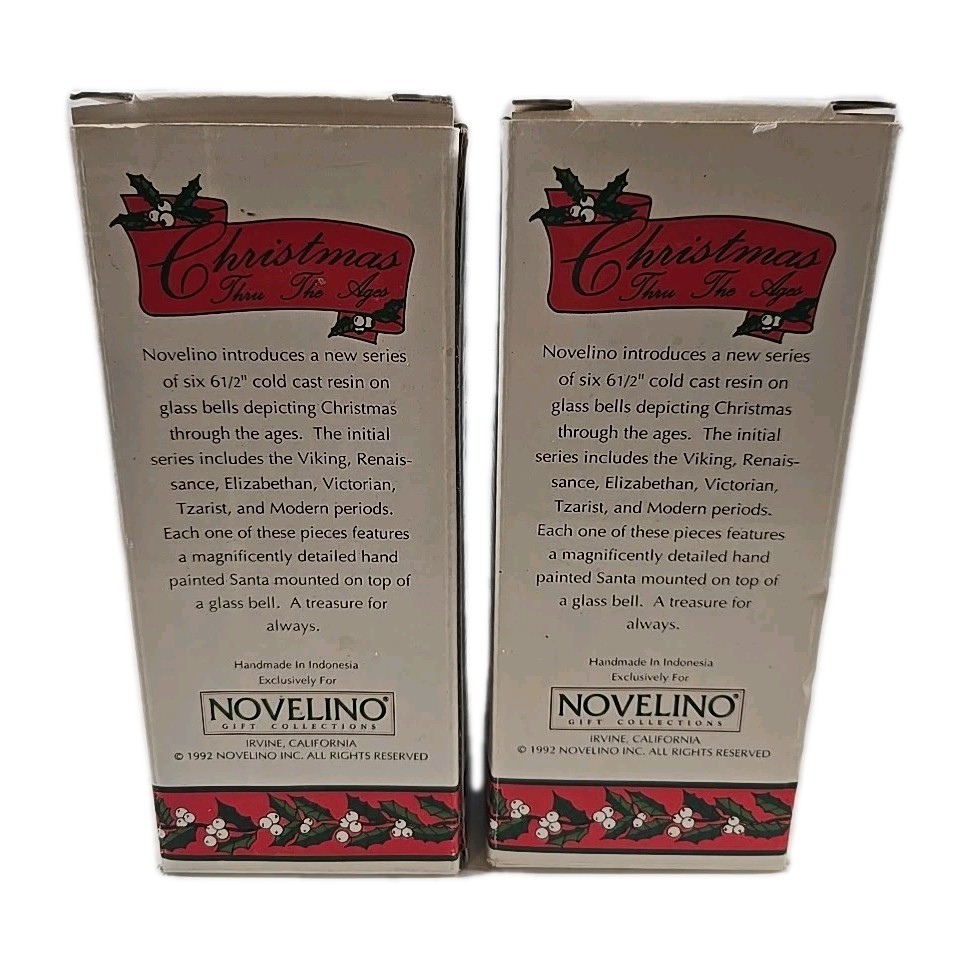 Christmas
Thru The Ages
Novelino introduces a new series
of six 61/2" cold cast resin on
glass bells depicting Christmas
through the ages. The initial
series includes the Viking, Renais-
sance, Elizabethan, Victorian,
Tzarist, and Modern periods.
Each one of these pieces features
a magnificently detailed hand
painted Santa mounted on top of
a glass bell. A treasure for
always.
Handmade In Indonesia
Exclusively For
NOVELINO®
GIFT COLLECTIONS
IRVINE, CALIFORNIA
© 1992 NOVELINO INC. ALL RIGHTS RESERVED
Christmas
Thru The Ages
Novelino introduces a new series
of six 61/2" cold cast resin on
glass bells depicting Christmas
through the ages. The initial
series includes the Viking, Renais-
sance, Elizabethan, Victorian,
Tzarist, and Modern periods.
Each one of these pieces features
a magnificently detailed hand
painted Santa mounted on top of
a glass bell. A treasure for
always.
Handmade In Indonesia
Exclusively For
NOVELINO®
GIFT COLLECTIONS
IRVINE, CALIFORNIA
© 1992 NOVELINO INC. ALL RIGHTS RESERVED